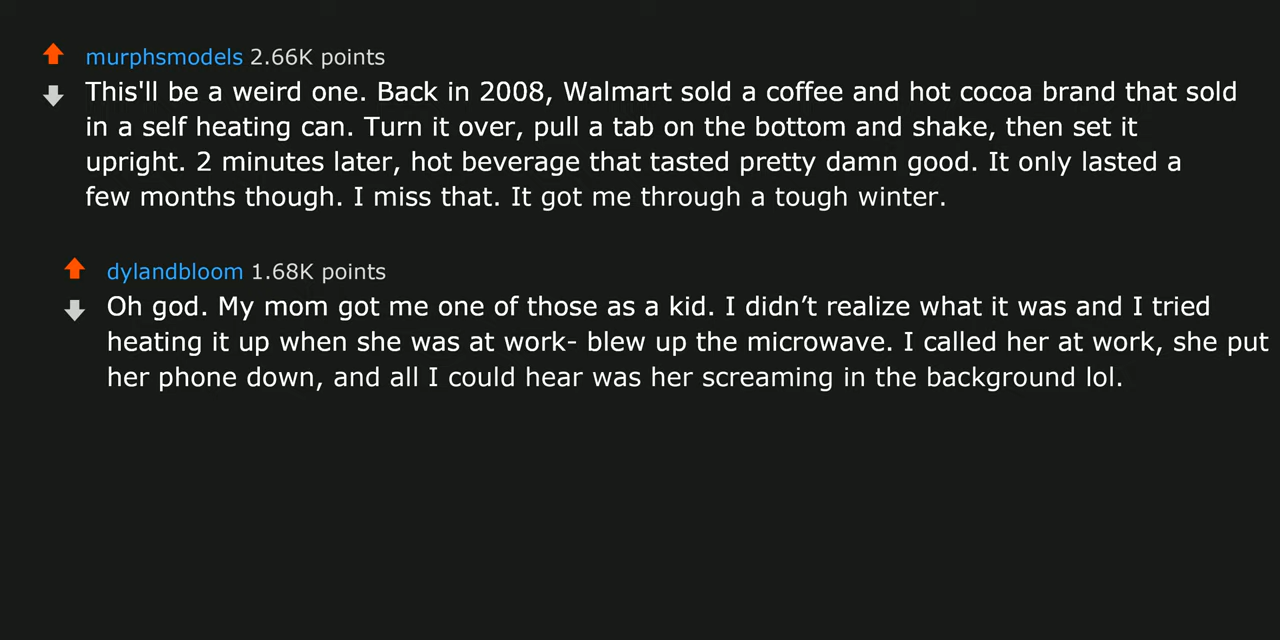 murphsmodels 2.66K points
This'll be a weird one. Back in 2008, Walmart sold a coffee and hot cocoa brand that sold
in a self heating can. Turn it over, pull a tab on the bottom and shake, then set it
upright. 2 minutes later, hot beverage that tasted pretty damn good. It only lasted a
few months though. I miss that. It got me through a tough winter.
dylandbloom 1.68K points
Oh god. My mom got me one of those as a kid. I didn’t realize what it was and I tried
heating it up when she was at work- blew up the microwave. I called her at work, she put
her phone down, and all I could hear was her screaming in the background lol.